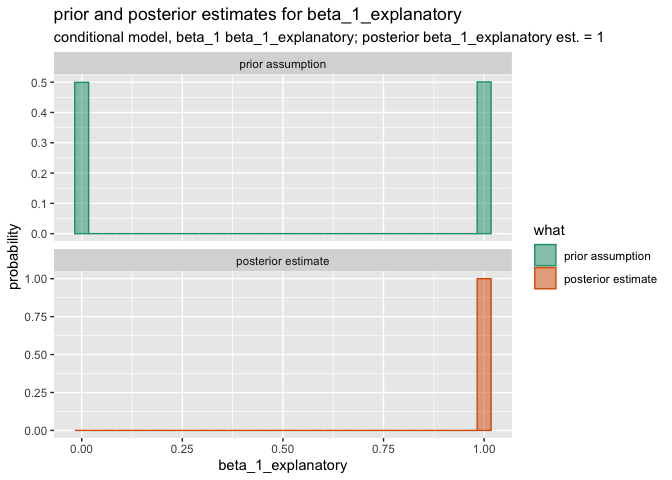 prior and posterior estimates for beta_1_explanatory
conditional model, beta_1 beta_1_explanatory; posterior beta_1_explanatory est. = 1
prior assumption
0.5
0.4
0.3
0.2
0.1
0.0
probability
posterior estimate
1.00
0.75
0.50
0.25
0.00
0.00 0.25 0.50 0.75 1.00
beta_1_explanatory
what
prior assumption
posterior estimate